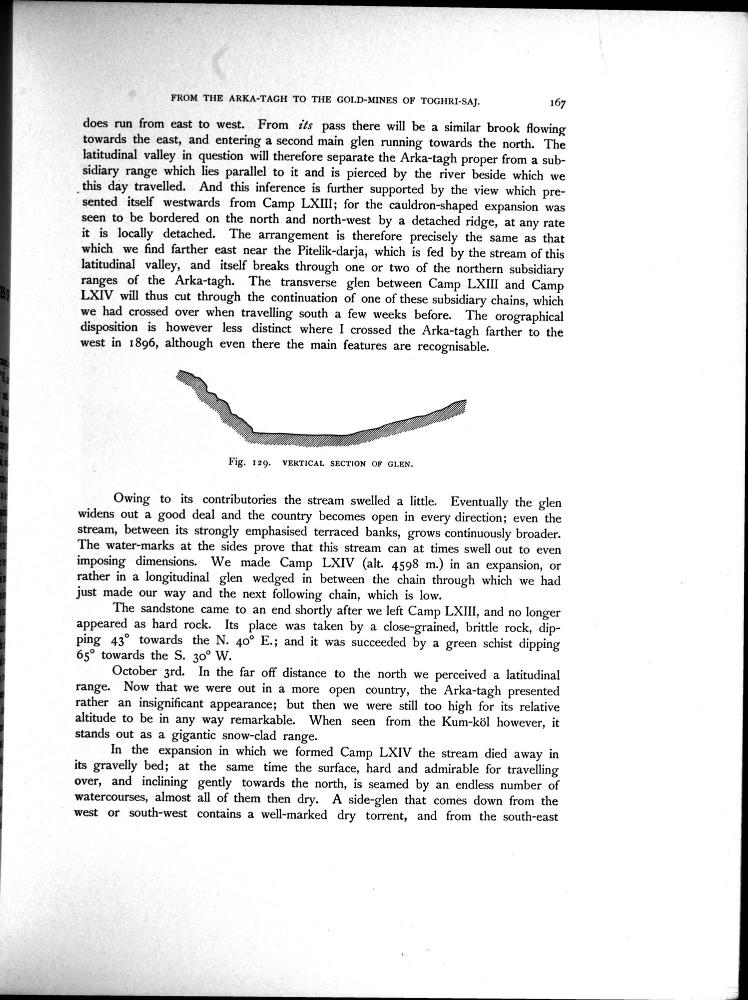 FROM THE ARKA-TAGH TO THE GOLD-MINES OF TOGHRI-SAJ. 167
does run from east to west. From its pass there will be a similar brook flowing
towards the east, and entering a second main glen running towards the north. The
latitudinal valley in question will therefore separate the Arka-tagh proper from a sub-
sidiary range which lies parallel to it and is pierced by the river beside which we
this day travelled. And this inference is further supported by the view which pre-
sented itself westwards from Camp LXIII; for the cauldron-shaped expansion was
seen to be bordered on the north and north-west by a detached ridge, at any rate
it is locally detached. The arrangement is therefore precisely the same as that
which we find farther east near the Pitelik-darja, which is fed by the stream of this
latitudinal valley, and itself breaks through one or two of the northern subsidiary
ranges of the Arka-tagh. The transverse glen between Camp LXIII and Camp
LXIV will thus cut through the continuation of one of these subsidiary chains, which
we had crossed over when travelling south a few weeks before. The orographical
disposition is however less distinct where I crossed the Arka-tagh farther to the
west in 1896, although even there the main features are recognisable.
Fig. 129. VERTICAL SECTION OF GLEN.
Owing to its contributories the stream swelled a little. Eventually the glen
widens out a good deal and the country becomes open in every direction; even the
stream, between its strongly emphasised terraced banks, grows continuously broader.
The water-marks at the sides prove that this stream can at times swell out to even
imposing dimensions. We made Camp LXIV (alt. 4598 m.) in an expansion, or
rather in a longitudinal glen wedged in between the chain through which we had
just made our way and the next following chain, which is low.
The sandstone came to an end shortly after we left Camp LXIII, and no longer
appeared as hard rock. Its place was taken by a close-grained, brittle rock, dip-
ping 43° towards the N. 40° E.; and it was succeeded by a green schist dipping
65° towards the S. 30° W.
October 3rd. In the far off distance to the north we perceived a latitudinal
range. Now that we were out in a more open country, the Arka-tagh presented
rather an insignificant appearance; but then we were still too high for its relative
altitude to be in any way remarkable. When seen from the Kum-köl however, it
stands out as a gigantic snow-clad range.
In the expansion in which we formed Camp LXIV the stream died away in
its gravelly bed; at the same time the surface, hard and admirable for travelling
over, and inclining gently towards the north, is seamed by an endless number of
watercourses, almost all of them then dry. A side-glen that comes down from the
west or south-west contains a well-marked dry torrent, and from the south-east